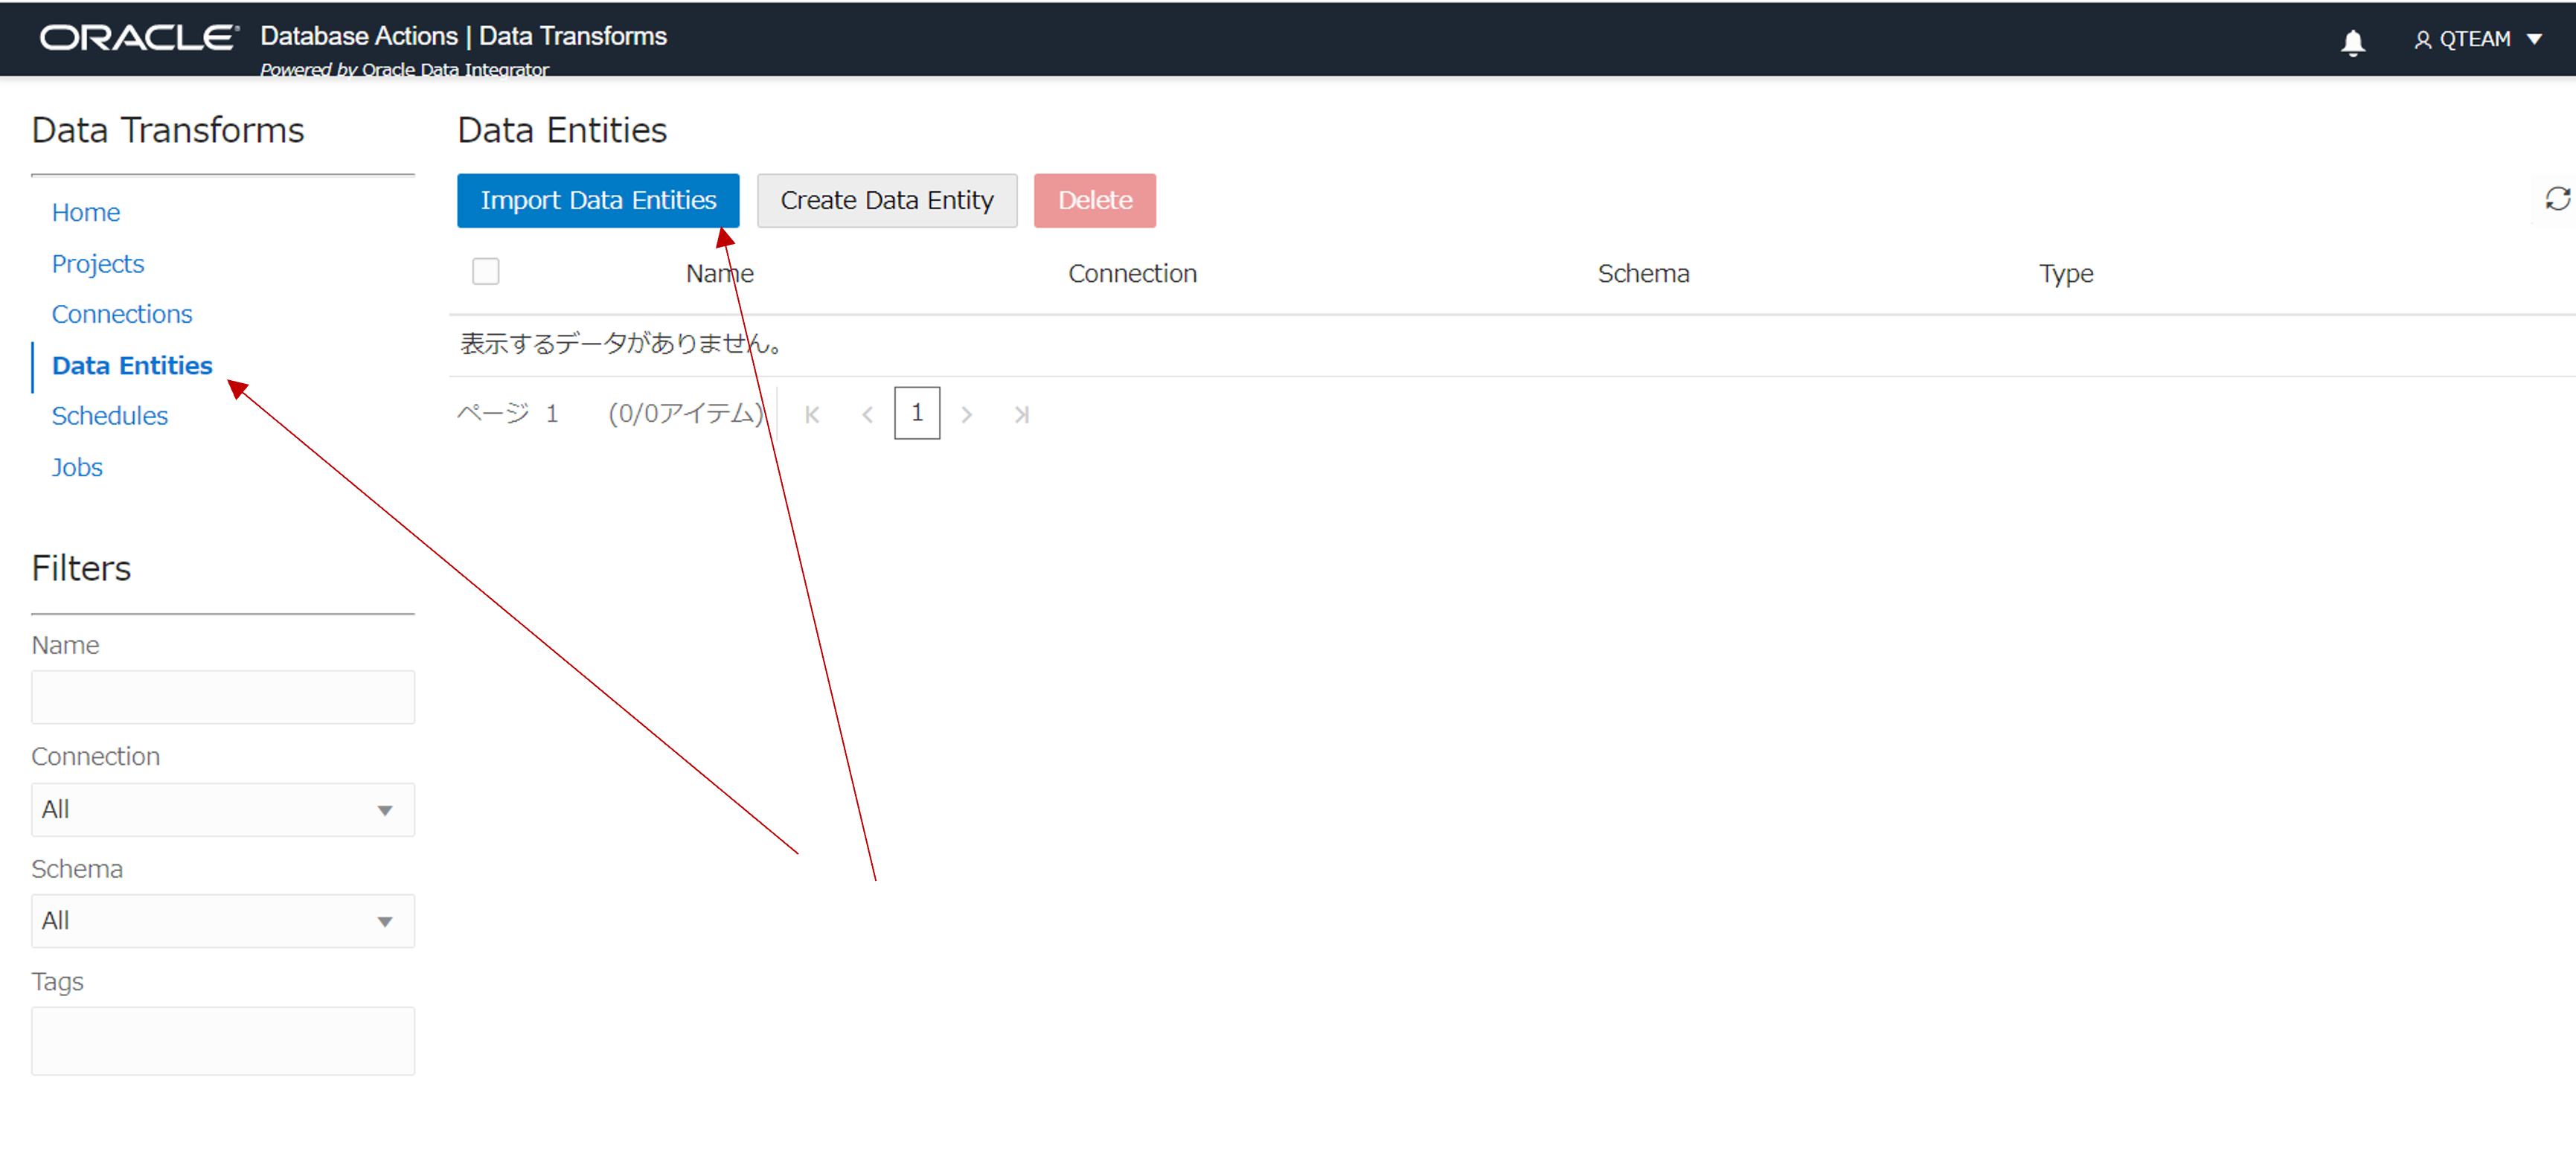 ORACLE Database Actions | Data Transforms
Powered by Oracle Data Integrator
QTEAM
Data Transforms
Home
Projects
Connections
Data Entities
Schedules
Jobs
Filters
Name
Connection
All
Schema
All
Tags
Data Entities
Import Data Entities Create Data Entity Delete
Name Connection Schema Type
表示するデータがありません。
ページ 1 (0/0アイテム) 1